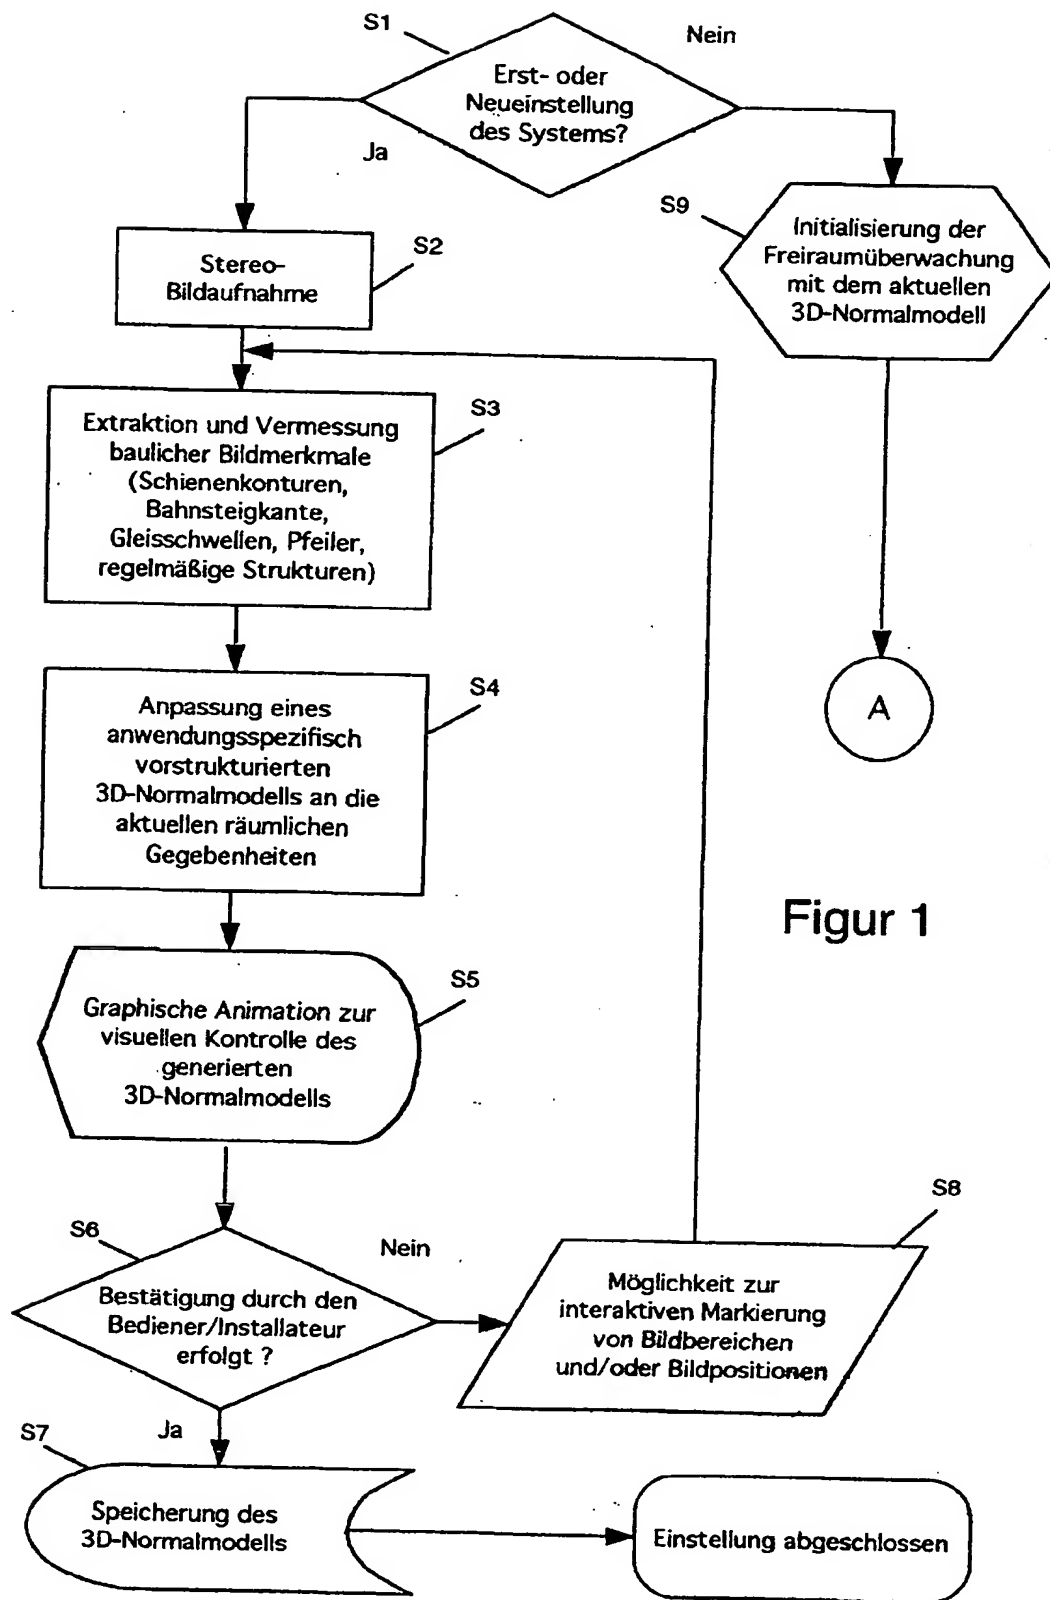 S1
Nein
Erst- oder
Neueinstellung
des Systems?
Ja
S9
Initialisierung der
Freiraumüberwachung
mit dem aktuellen
3D-Normalmodell
S2
Stereo-
Bildaufnahme
S3
Extraktion und Vermessung
baulicher Bildmerkmale
(Schienenkonturen,
Bahnsteigkante,
Gleisschwellen, Pfeiler,
regelmäßige Strukturen)
S4
Anpassung eines
anwendungsspezifisch
vorstrukturierten
3D-Normalmodells an die
aktuellen räumlichen
Gegebenheiten
A
Figur 1
S5
Graphische Animation zur
visuellen Kontrolle des
generierten
3D-Normalmodells
S6
Nein
Bestätigung durch den
Bediener/Installateur
erfolgt ?
S8
Möglichkeit zur
interaktiven Markierung
von Bildbereichen
und/oder Bildpositionen
Ja
S7
Speicherung des
3D-Normalmodells
Einstellung abgeschlossen